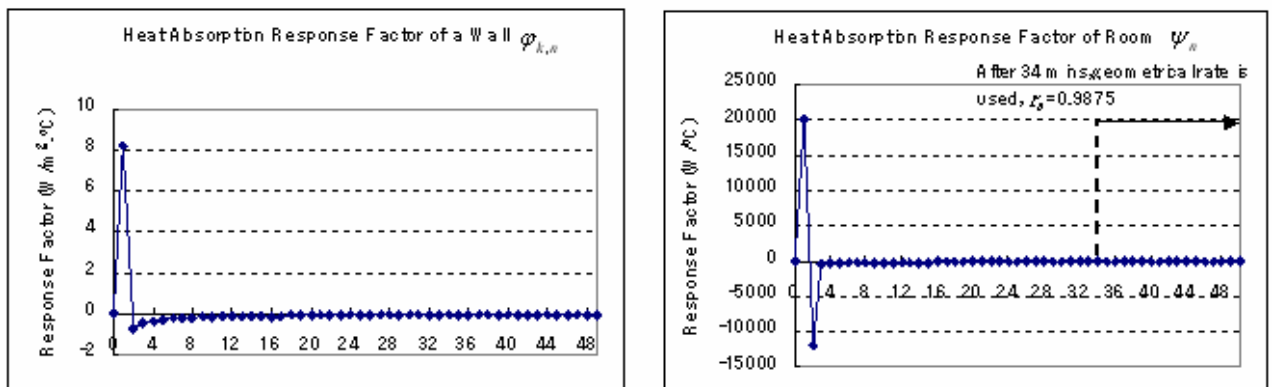 Heat Absorption Response Factor of a Wall φk,n
Response Factor (W/m²·℃)
10
8
6
4
2
0
-2
0 4 8 12 16 20 24 28 32 36 40 44 48
Heat Absorption Response Factor of Room ψn
After 34 mins,geometricalrate is
used, rs=0.9875
Response Factor (W/℃)
25000
20000
15000
10000
5000
0
-5000
-10000
-15000
0 4 8 12 16 20 24 28 32 36 40 44 48